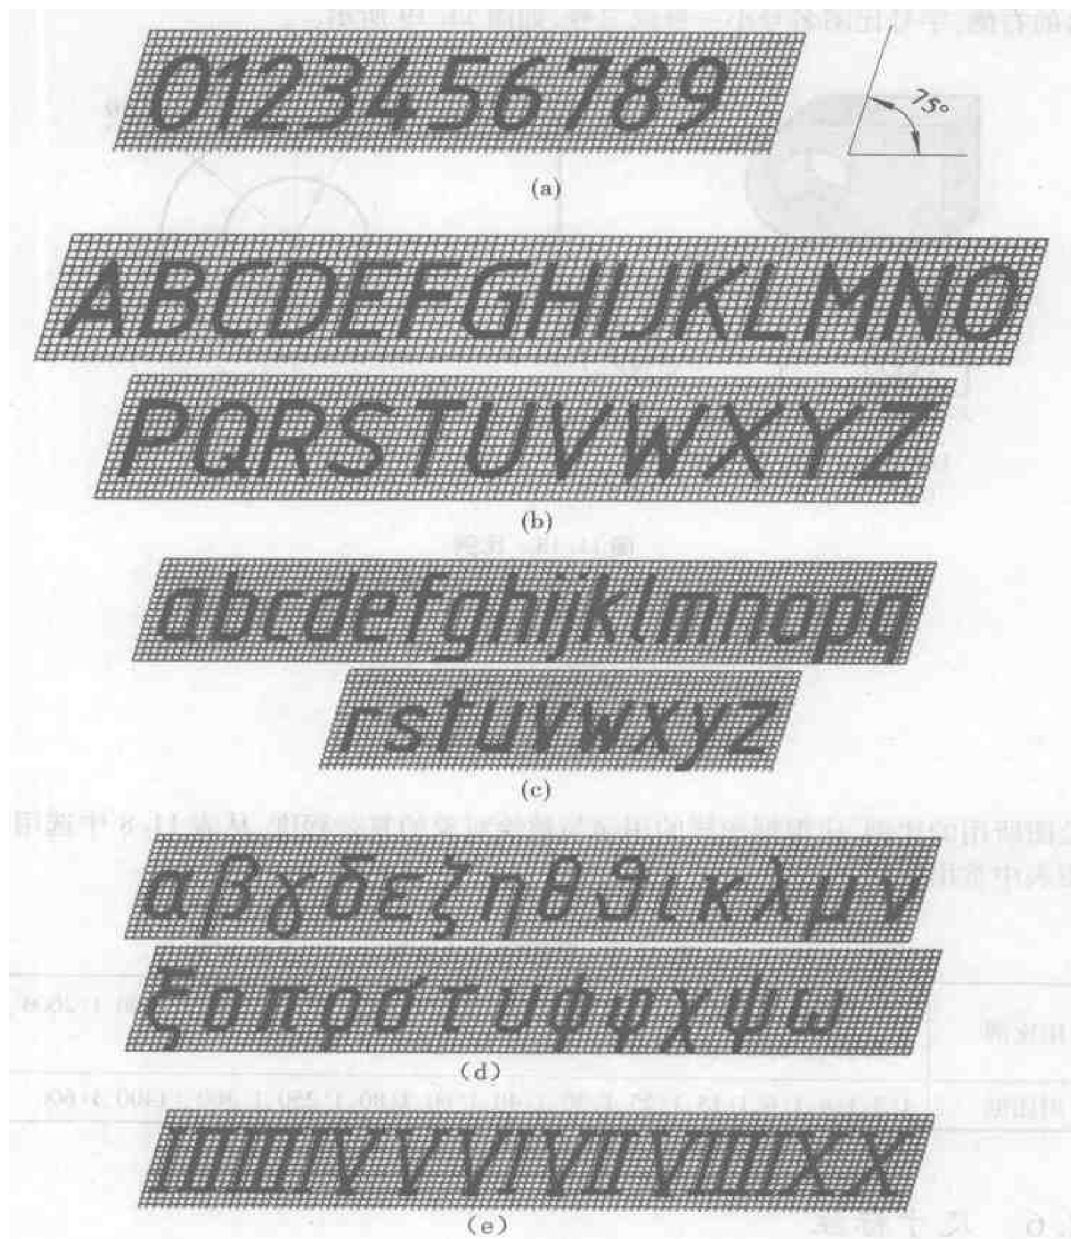 0123456789
75°
(a)
ABCDEFGHIJKLMNO
PQRSTUVWXYZ
(b)
abcdefghijklmnopq
rstuvwxyz
(c)
αβγδεζηθϑικλμν
ξοπρστυϕφχψω
(d)
I II III IV V VI VII VIII IX X
(e)